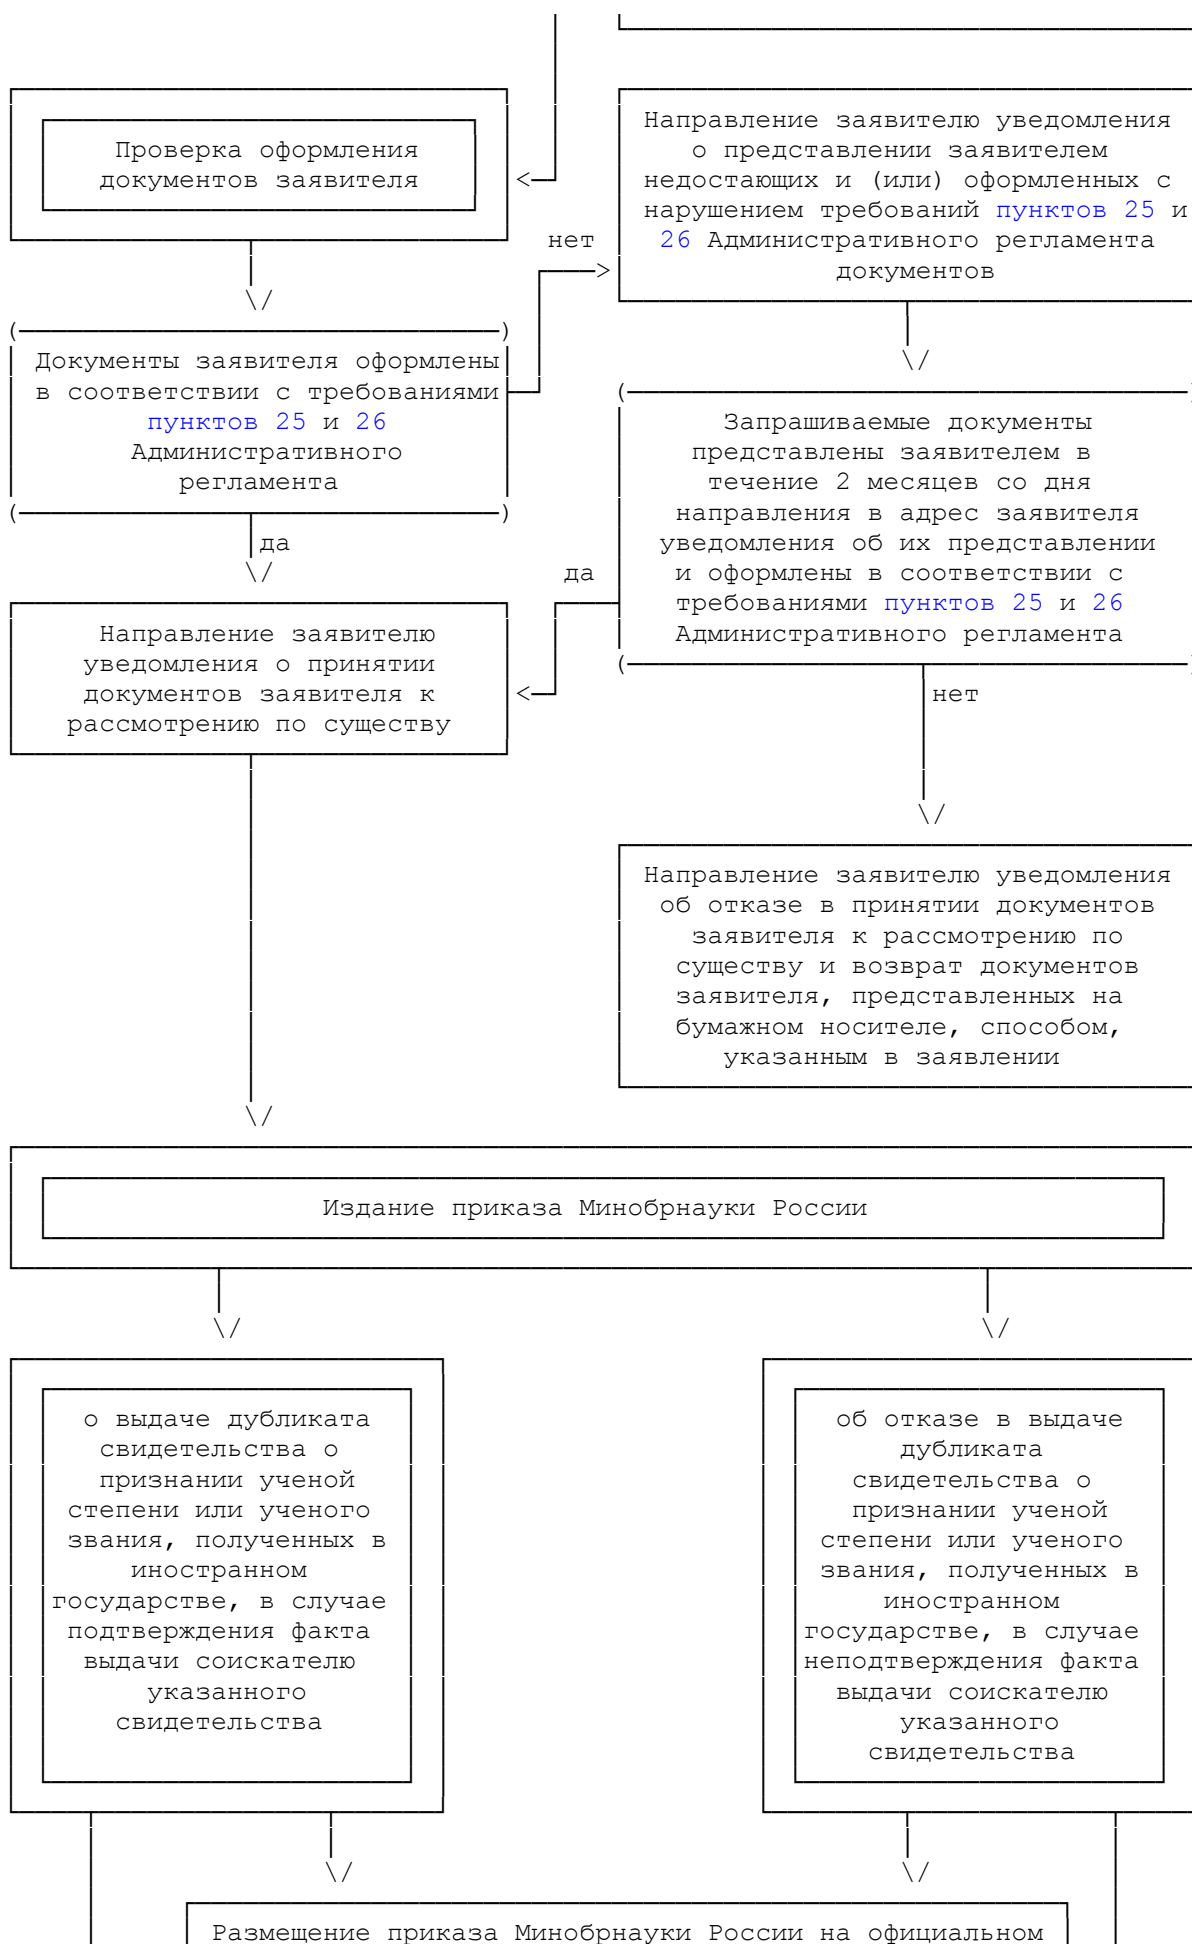 Проверка оформления
документов заявителя
Направление заявителю уведомления
о представлении заявителем
недостающих и (или) оформленных с
нарушением требований пунктов 25 и
26 Административного регламента
документов
нет
Документы заявителя оформлены
в соответствии с требованиями
пунктов 25 и 26
Административного
регламента
Запрашиваемые документы
представлены заявителем в
течение 2 месяцев со дня
направления в адрес заявителя
уведомления об их представлении
и оформлены в соответствии с
требованиями пунктов 25 и 26
Административного регламента
да
да
Направление заявителю
уведомления о принятии
документов заявителя к
рассмотрению по существу
нет
Направление заявителю уведомления
об отказе в принятии документов
заявителя к рассмотрению по
существу и возврат документов
заявителя, представленных на
бумажном носителе, способом,
указанным в заявлении
Издание приказа Минобрнауки России
о выдаче дубликата
свидетельства о
признании ученой
степени или ученого
звания, полученных в
иностранном
государстве, в случае
подтверждения факта
выдачи соискателю
указанного
свидетельства
об отказе в выдаче
дубликата
свидетельства о
признании ученой
степени или ученого
звания, полученных в
иностранном
государстве, в случае
неподтверждения факта
выдачи соискателю
указанного
свидетельства
Размещение приказа Минобрнауки России на официальном